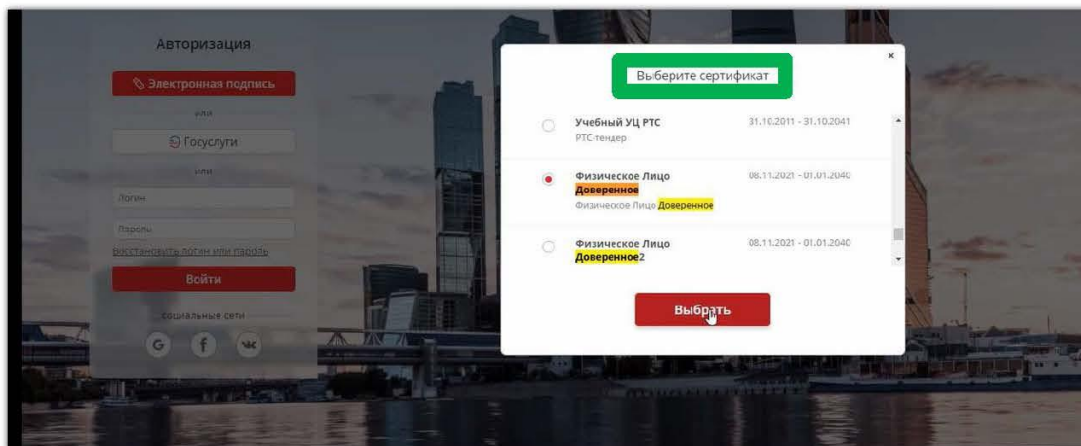 Авторизация
Электронная подпись
или
Госуслуги
или
Логин
Пароль
Восстановить логин или пароль
Войти
социальные сети
Выберите сертификат
Учебный УЦ РТС
31.10.2011 - 31.10.2041
РТС-тендер
Физическое Лицо
08.11.2021 - 01.01.2040
Доверенное
Физическое Лицо Доверенное
Физическое Лицо
08.11.2021 - 01.01.2040
Доверенное2
Выбрать